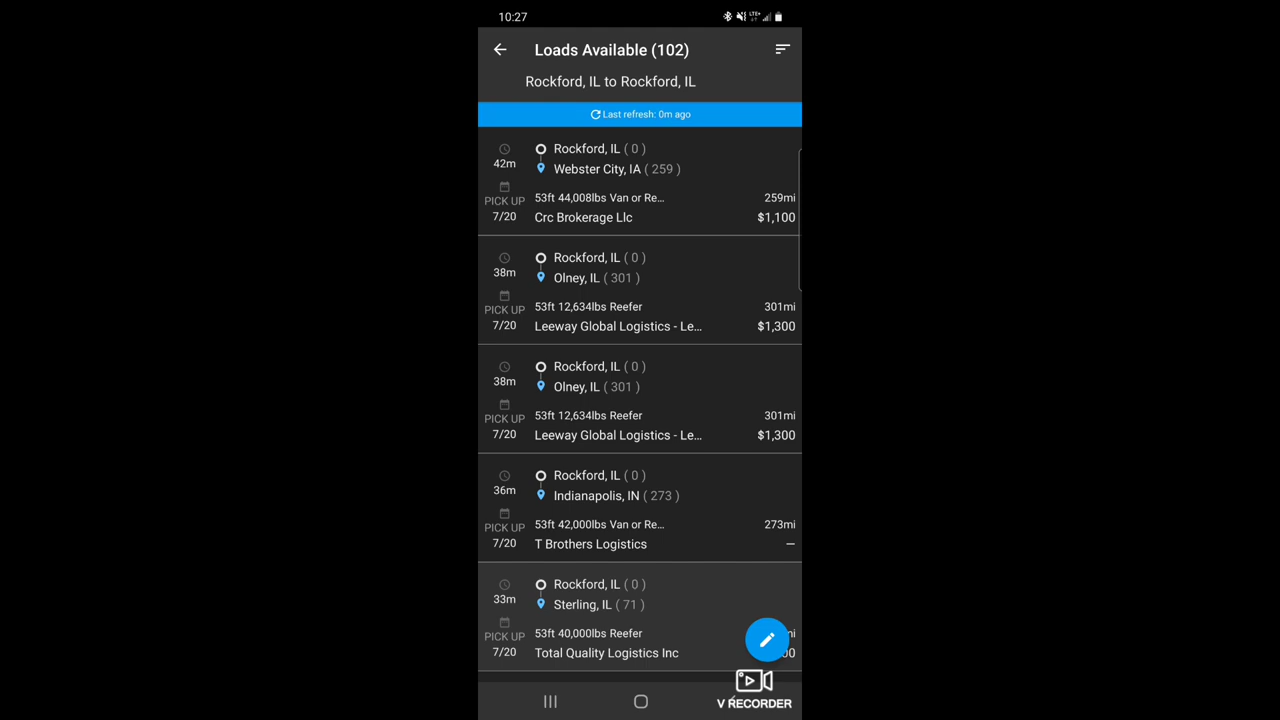 10:27
LTE+
Loads Available (102)
Rockford, IL to Rockford, IL
Last refresh: 0m ago
42m
PICK UP
7/20
Rockford, IL ( 0 )
Webster City, IA ( 259 )
53ft 44,008lbs Van or Re...
259mi
Crc Brokerage Llc
$1,100
38m
PICK UP
7/20
Rockford, IL ( 0 )
Olney, IL ( 301 )
53ft 12,634lbs Reefer
301mi
Leeway Global Logistics - Le...
$1,300
38m
PICK UP
7/20
Rockford, IL ( 0 )
Olney, IL ( 301 )
53ft 12,634lbs Reefer
301mi
Leeway Global Logistics - Le...
$1,300
36m
PICK UP
7/20
Rockford, IL ( 0 )
Indianapolis, IN ( 273 )
53ft 42,000lbs Van or Re...
273mi
T Brothers Logistics
—
33m
PICK UP
7/20
Rockford, IL ( 0 )
Sterling, IL ( 71 )
53ft 40,000lbs Reefer
Total Quality Logistics Inc
V RECORDER